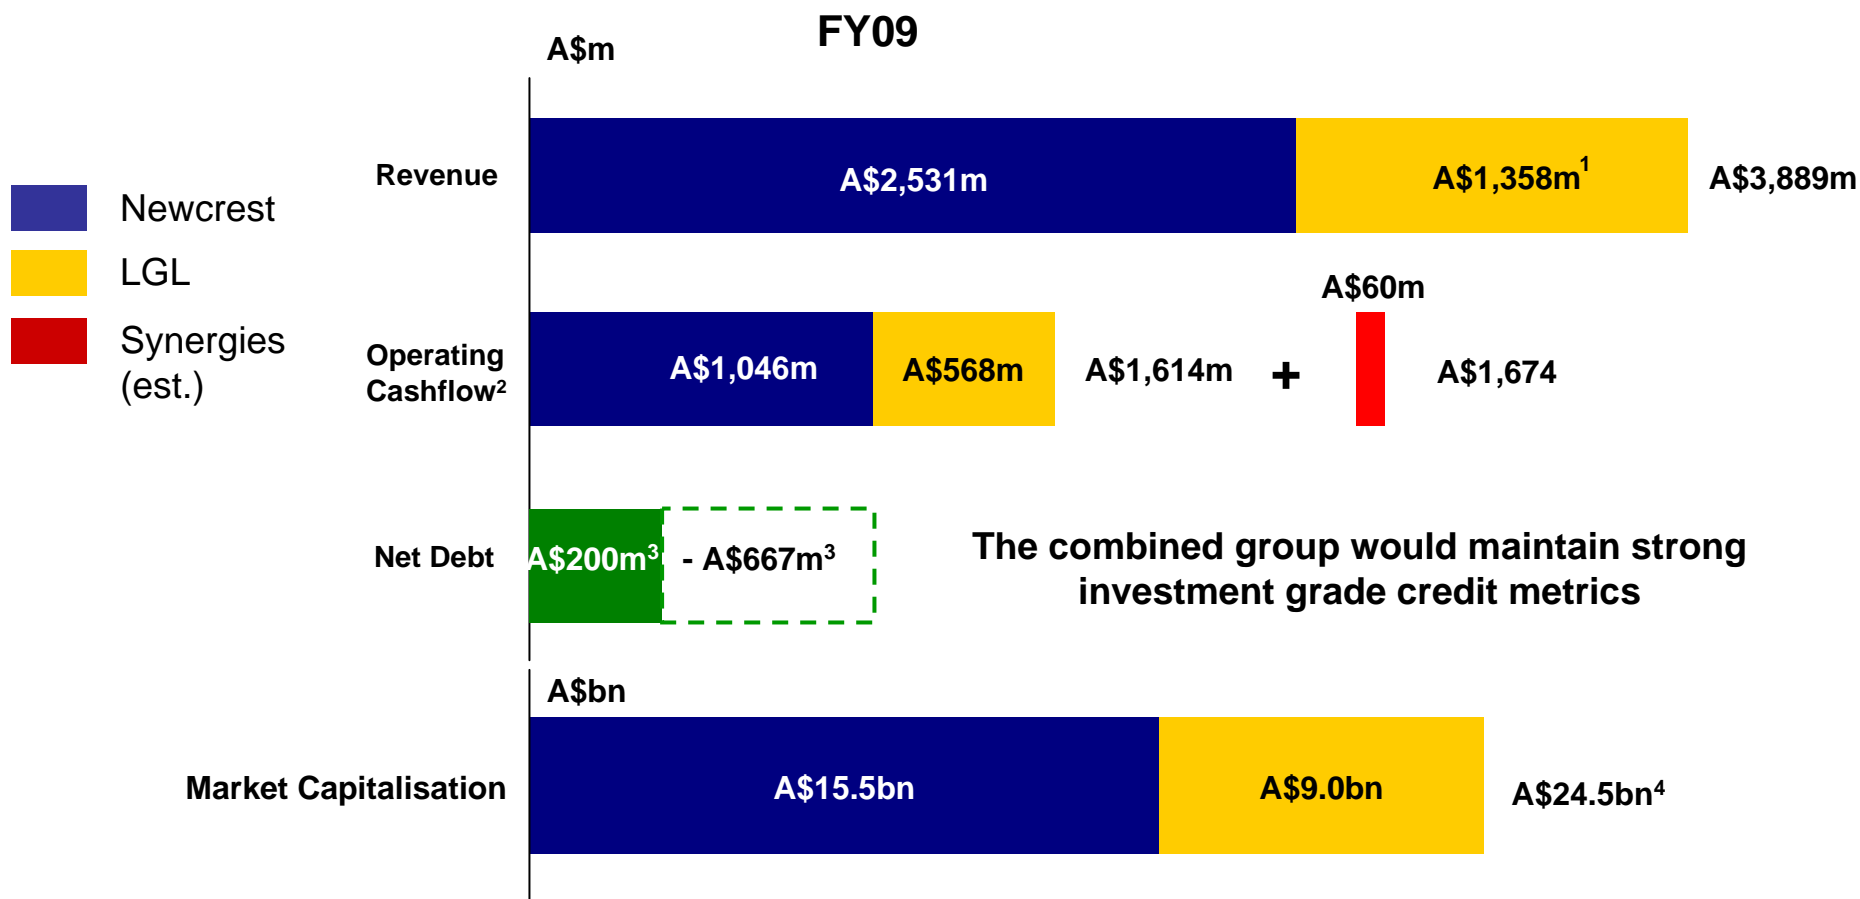 FY09
A$m
Revenue
A$2,531m
A$1,358m¹
A$3,889m
Newcrest
LGL
Synergies
(est.)
A$60m
Operating
Cashflow²
A$1,046m
A$568m
A$1,614m
+
A$1,674
Net Debt
A$200m³
- A$667m³
The combined group would maintain strong
investment grade credit metrics
A$bn
Market Capitalisation
A$15.5bn
A$9.0bn
A$24.5bn⁴